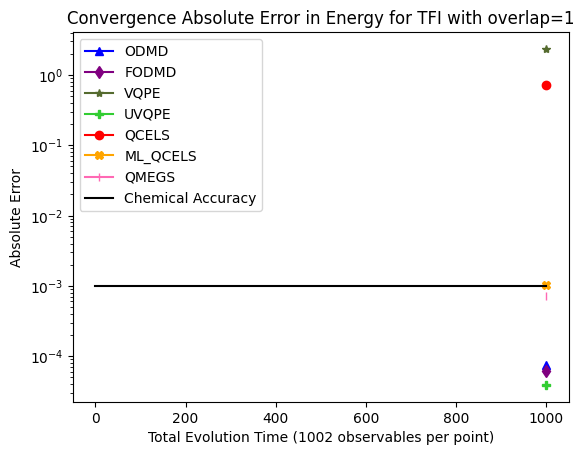 Convergence Absolute Error in Energy for TFI with overlap=1
ODMD
FODMD
VQPE
UVQPE
QCELS
ML_QCELS
QMEGS
Chemical Accuracy
Absolute Error
10^0
10^-1
10^-2
10^-3
10^-4
0 200 400 600 800 1000
Total Evolution Time (1002 observables per point)